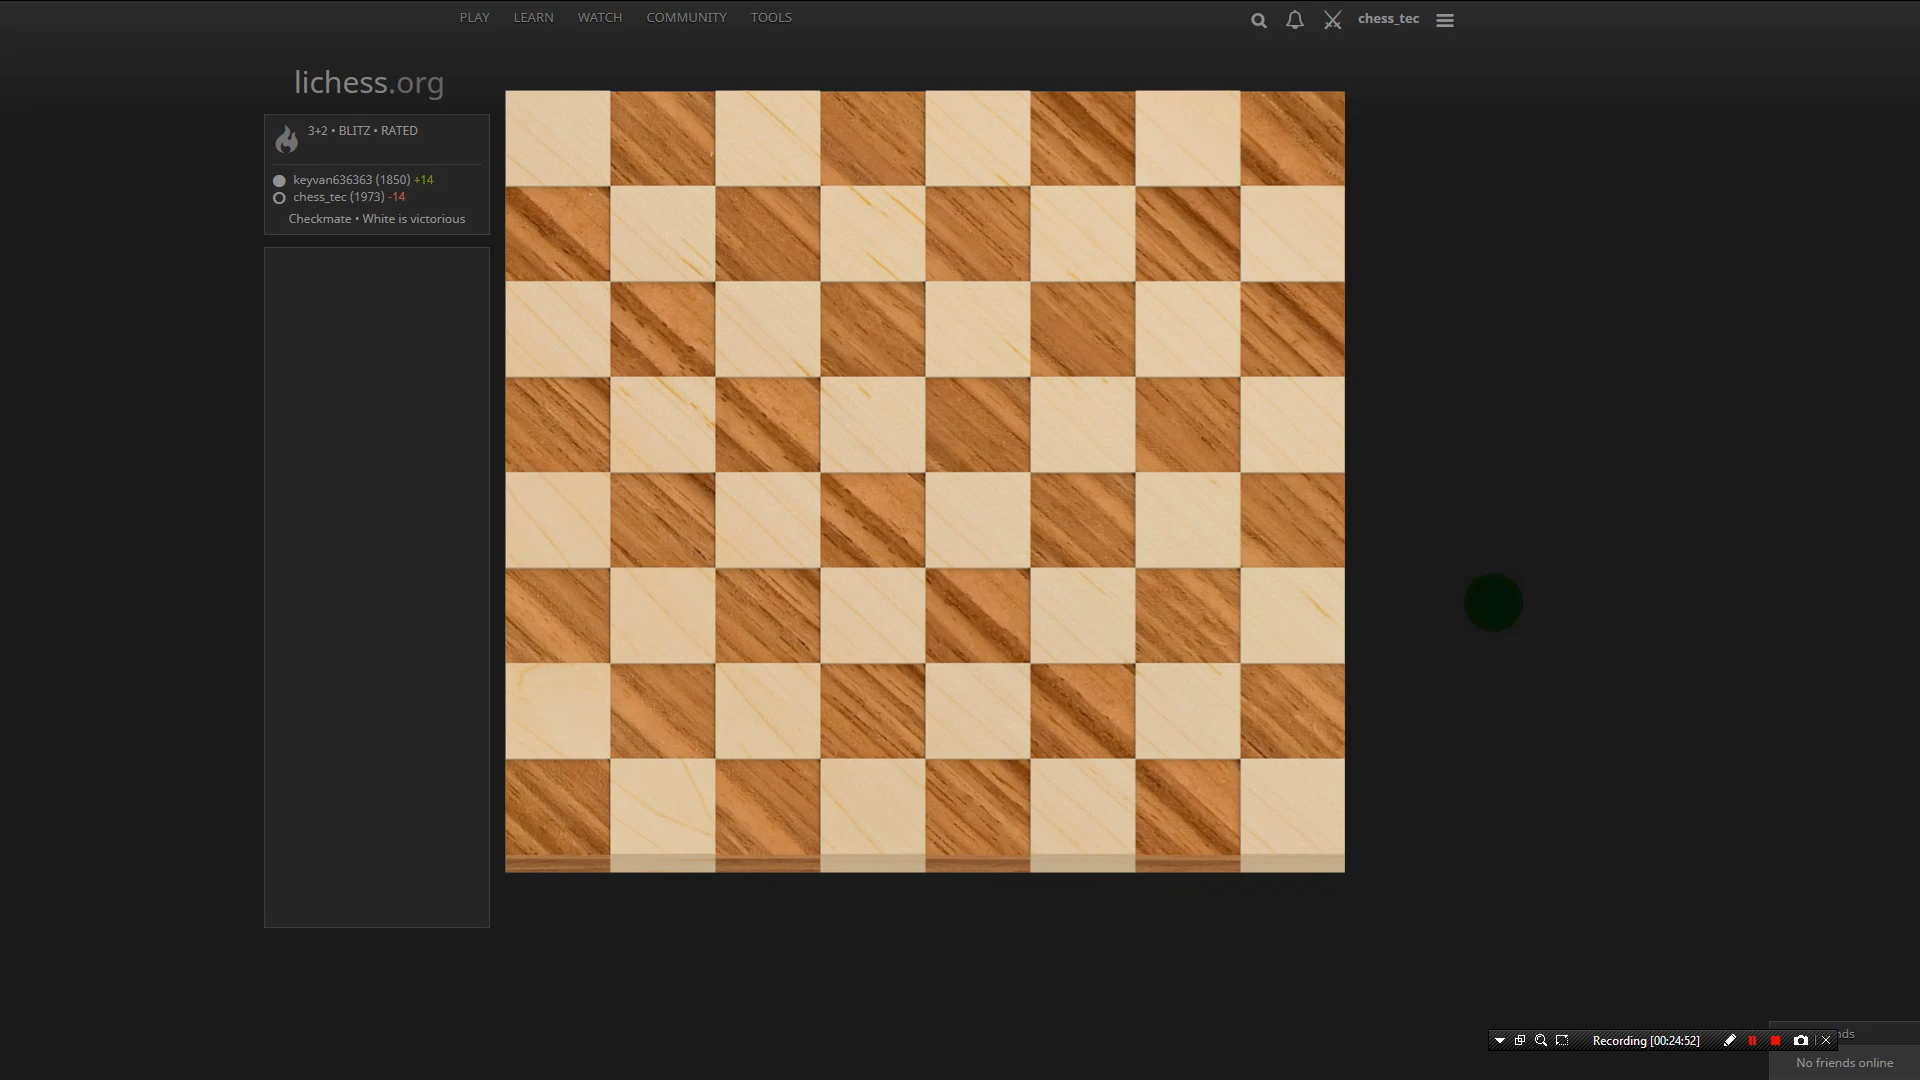 PLAY LEARN WATCH COMMUNITY TOOLS chess_tec
lichess.org
3+2 • BLITZ • RATED
keyvan636363 (1850) +14
chess_tec (1973) -14
Checkmate • White is victorious
Recording [00:24:52]
No friends online